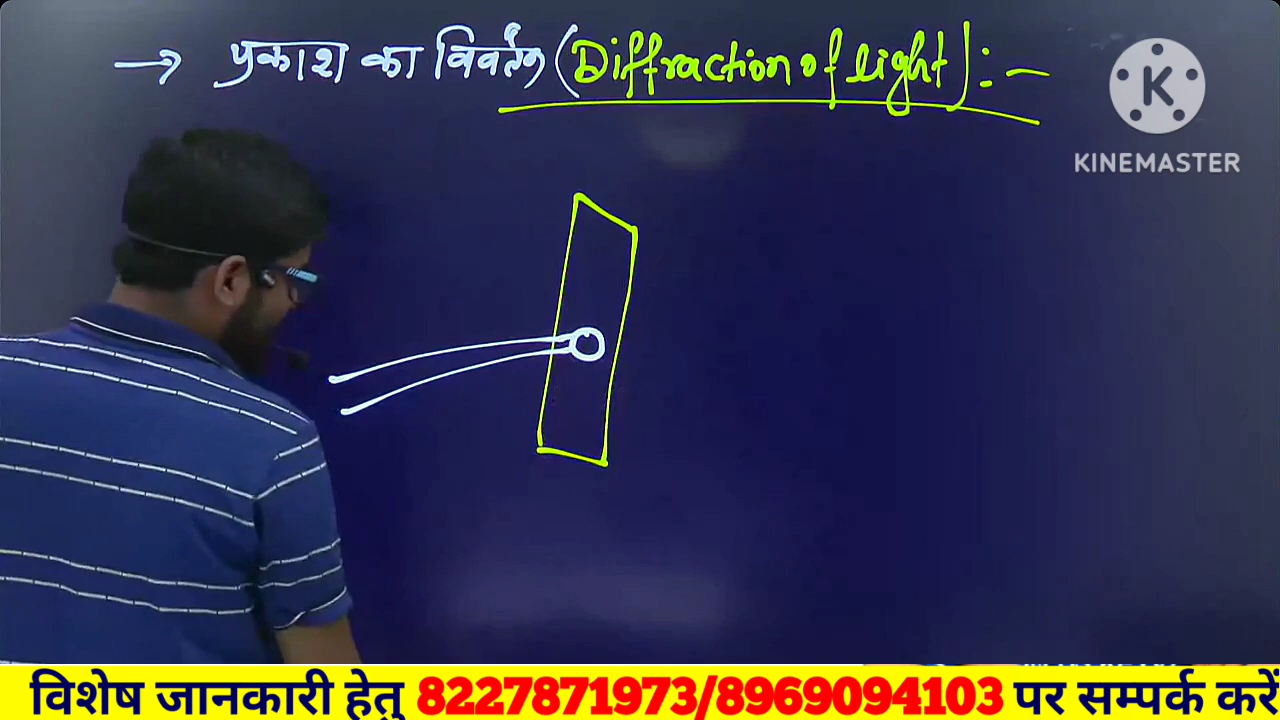 → प्रकाश का विवर्तन (Diffraction of light) : -
K
KINEMASTER
विशेष जानकारी हेतु 8227871973/8969094103 पर सम्पर्क करें